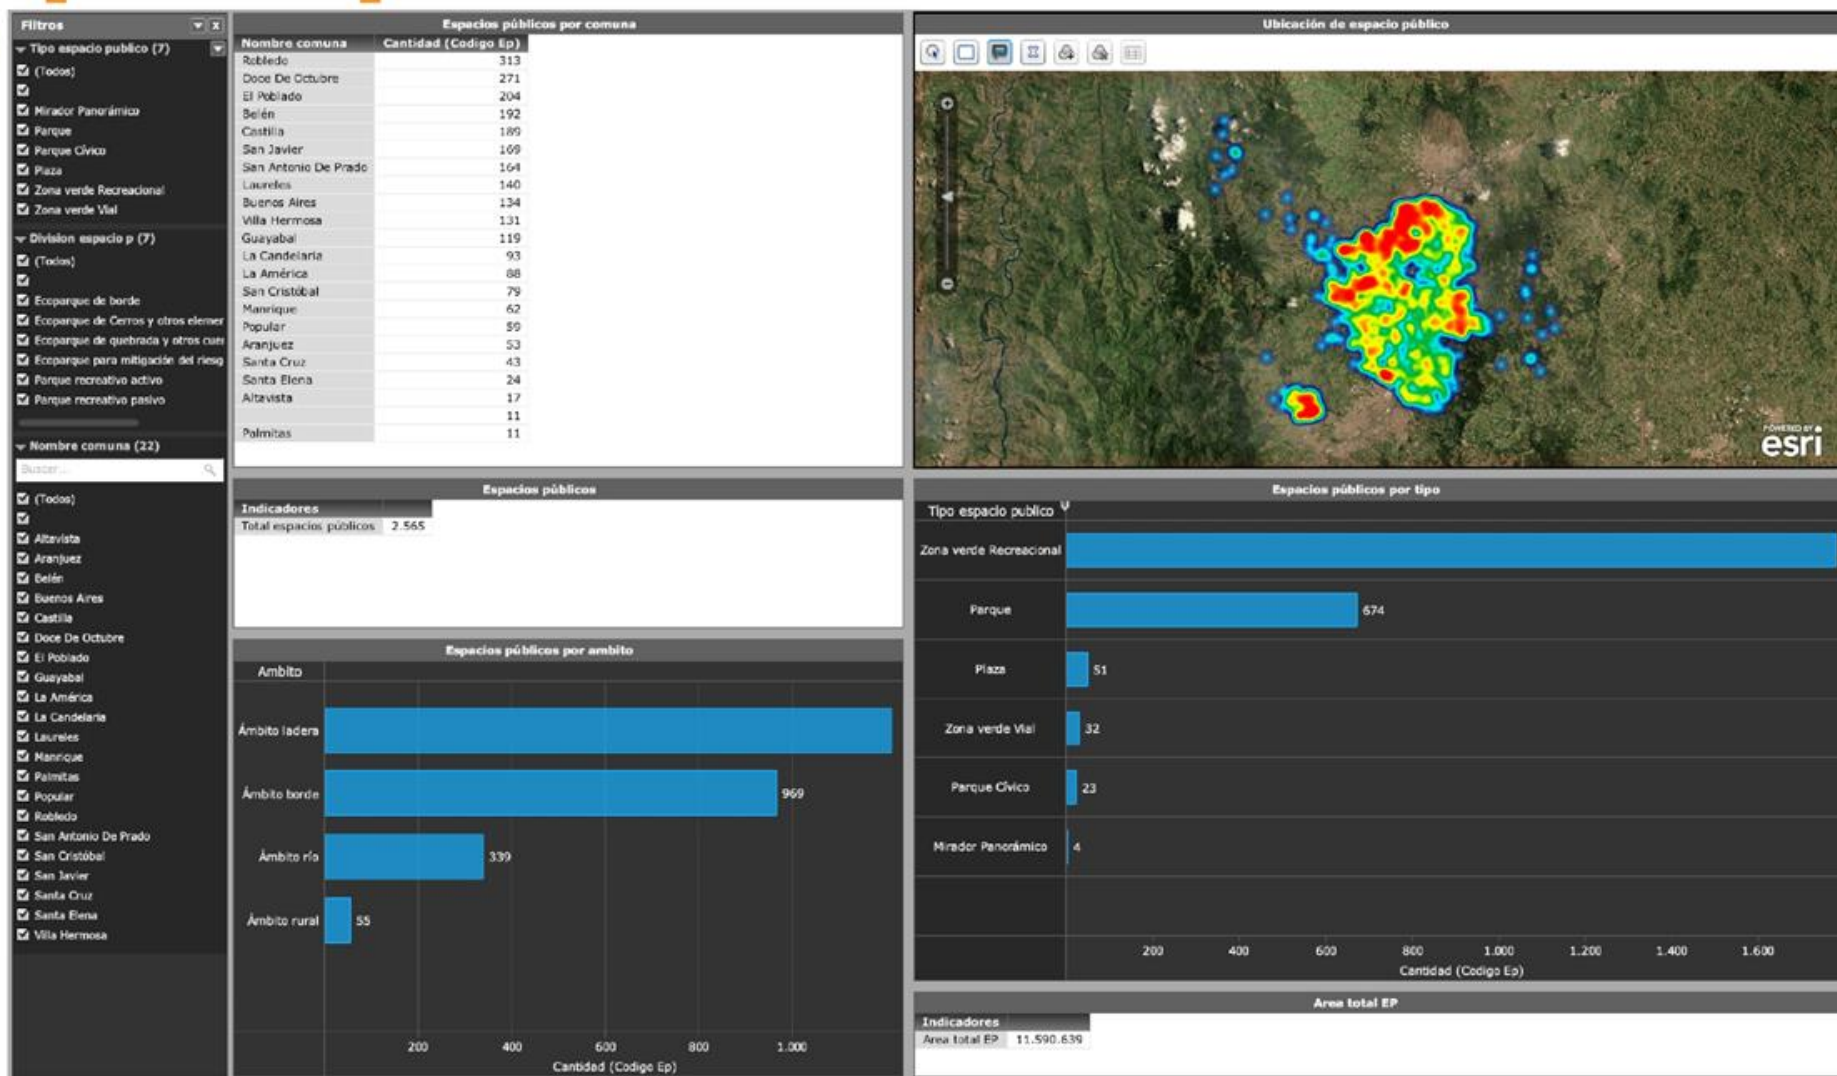 Filtros
Tipo espacio publico (7)
(Todos)
Mirador Panorámico
Parque
Parque Cívico
Plaza
Zona verde Recreacional
Zona verde Vial
Division espacio p (7)
(Todos)
Ecoparque de borde
Ecoparque de Cerros y otros elemer
Ecoparque de quebrada y otros cuer
Ecoparque para mitigación del riesg
Parque recreativo activo
Parque recreativo pasivo
Nombre comuna (22)
Buscar...
(Todos)
Altavista
Aranjuez
Belén
Buenos Aires
Castilla
Doce De Octubre
El Poblado
Guayabal
La América
La Candelaria
Laureles
Manrique
Palmitas
Popular
Robledo
San Antonio De Prado
San Cristóbal
San Javier
Santa Cruz
Santa Elena
Villa Hermosa
Espacios públicos por comuna
Nombre comuna Cantidad (Codigo Ep)
Robledo 313
Doce De Octubre 271
El Poblado 204
Belén 192
Castilla 189
San Javier 169
San Antonio De Prado 164
Laureles 140
Buenos Aires 134
Villa Hermosa 131
Guayabal 119
La Candelaria 93
La América 88
San Cristóbal 79
Manrique 62
Popular 59
Aranjuez 53
Santa Cruz 43
Santa Elena 24
Altavista 17
11
Palmitas 11
Espacios públicos
Indicadores
Total espacios públicos 2.565
Espacios públicos por ambito
Ambito
Ámbito ladera
Ámbito borde 969
Ámbito río 339
Ámbito rural 55
200 400 600 800 1.000
Cantidad (Codigo Ep)
Ubicación de espacio público
POWERED BY
esri
Espacios públicos por tipo
Tipo espacio publico
Zona verde Recreacional
Parque 674
Plaza 51
Zona verde Vial 32
Parque Cívico 23
Mirador Panorámico 4
200 400 600 800 1.000 1.200 1.400 1.600
Cantidad (Codigo Ep)
Area total EP
Indicadores
Area total EP 11.590.639